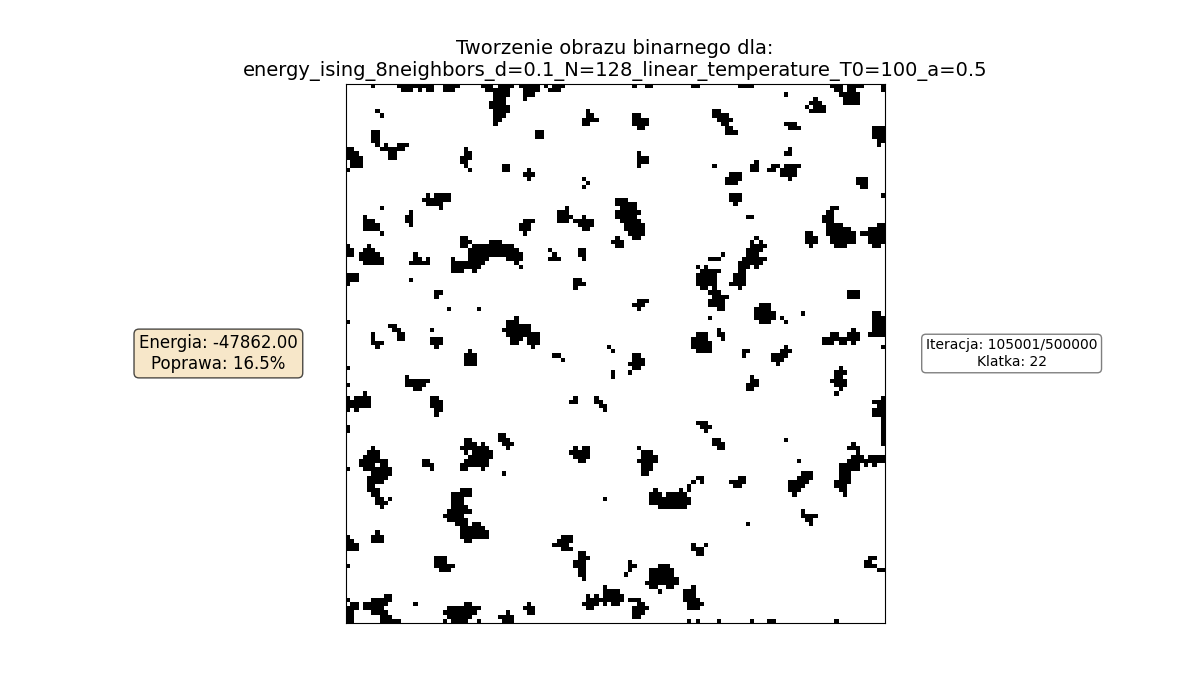 Tworzenie obrazu binarnego dla:
energy_ising_8neighbors_d=0.1_N=128_linear_temperature_T0=100_a=0.5
Energia: -47862.00
Poprawa: 16.5%
Iteracja: 105001/500000
Klatka: 22